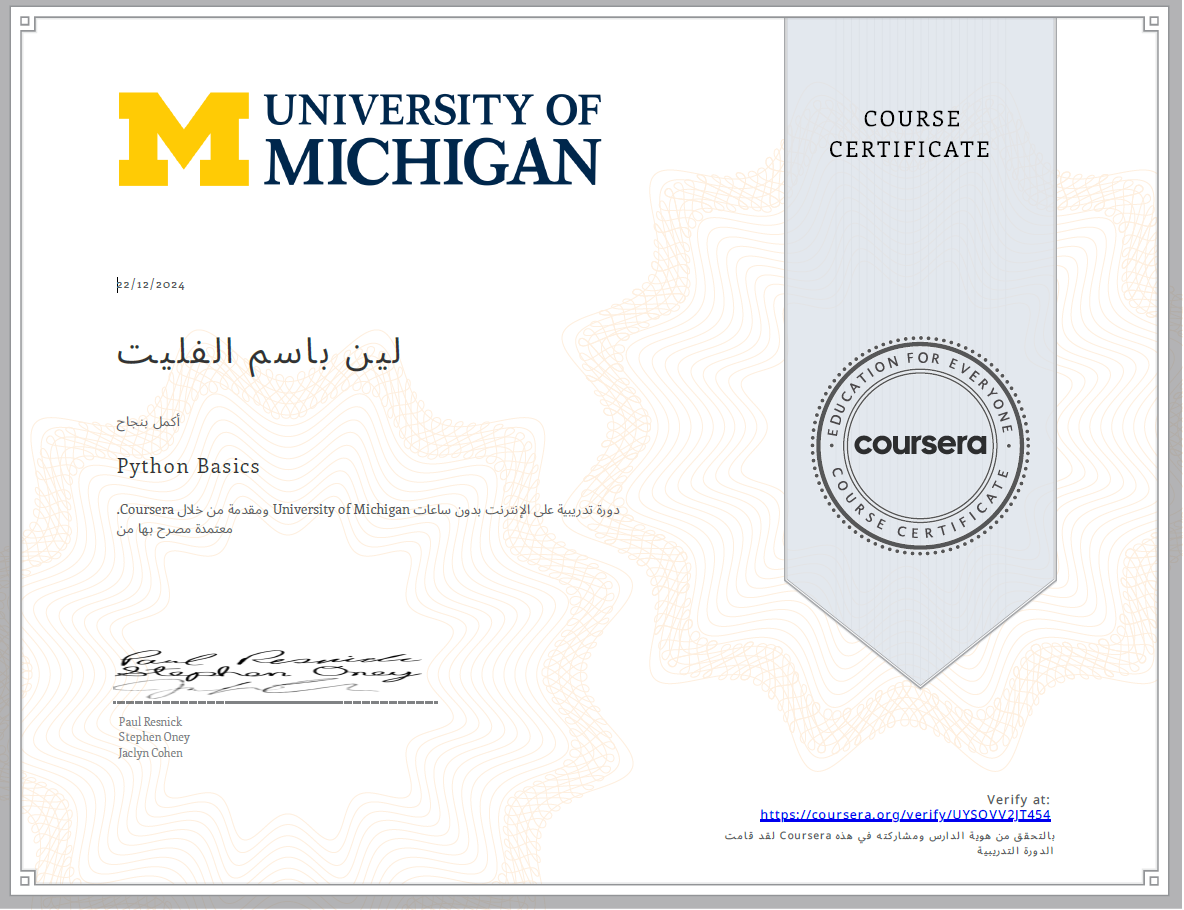 UNIVERSITY OF
MICHIGAN
COURSE
CERTIFICATE
22/12/2024
لين باسم الفليت
أكمل بنجاح
Python Basics
دورة تدريبية على الإنترنت بدون ساعات University of Michigan ومقدمة من خلال Coursera.
معتمدة مصرح بها من
EDUCATION FOR EVERYONE
coursera
COURSE CERTIFICATE
Paul Resnick
Stephen Oney
Paul Resnick
Stephen Oney
Jaclyn Cohen
Verify at:
https://coursera.org/verify/UYSOVV2JT454
بالتحقق من هوية الدارس ومشاركته في هذه Coursera لقد قامت
الدورة التدريبية